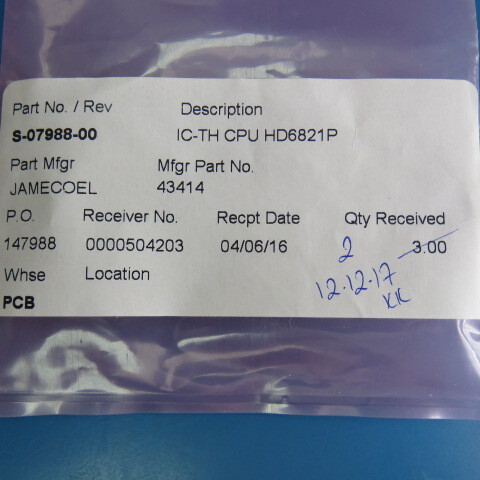 Part No. / Rev Description
S-07988-00 IC-TH CPU HD6821P
Part Mfgr Mfgr Part No.
JAMECOEL 43414
P.O. Receiver No. Recpt Date Qty Received
147988 0000504203 04/06/16 2 3.00
Whse Location 12.12.17
PCB KK